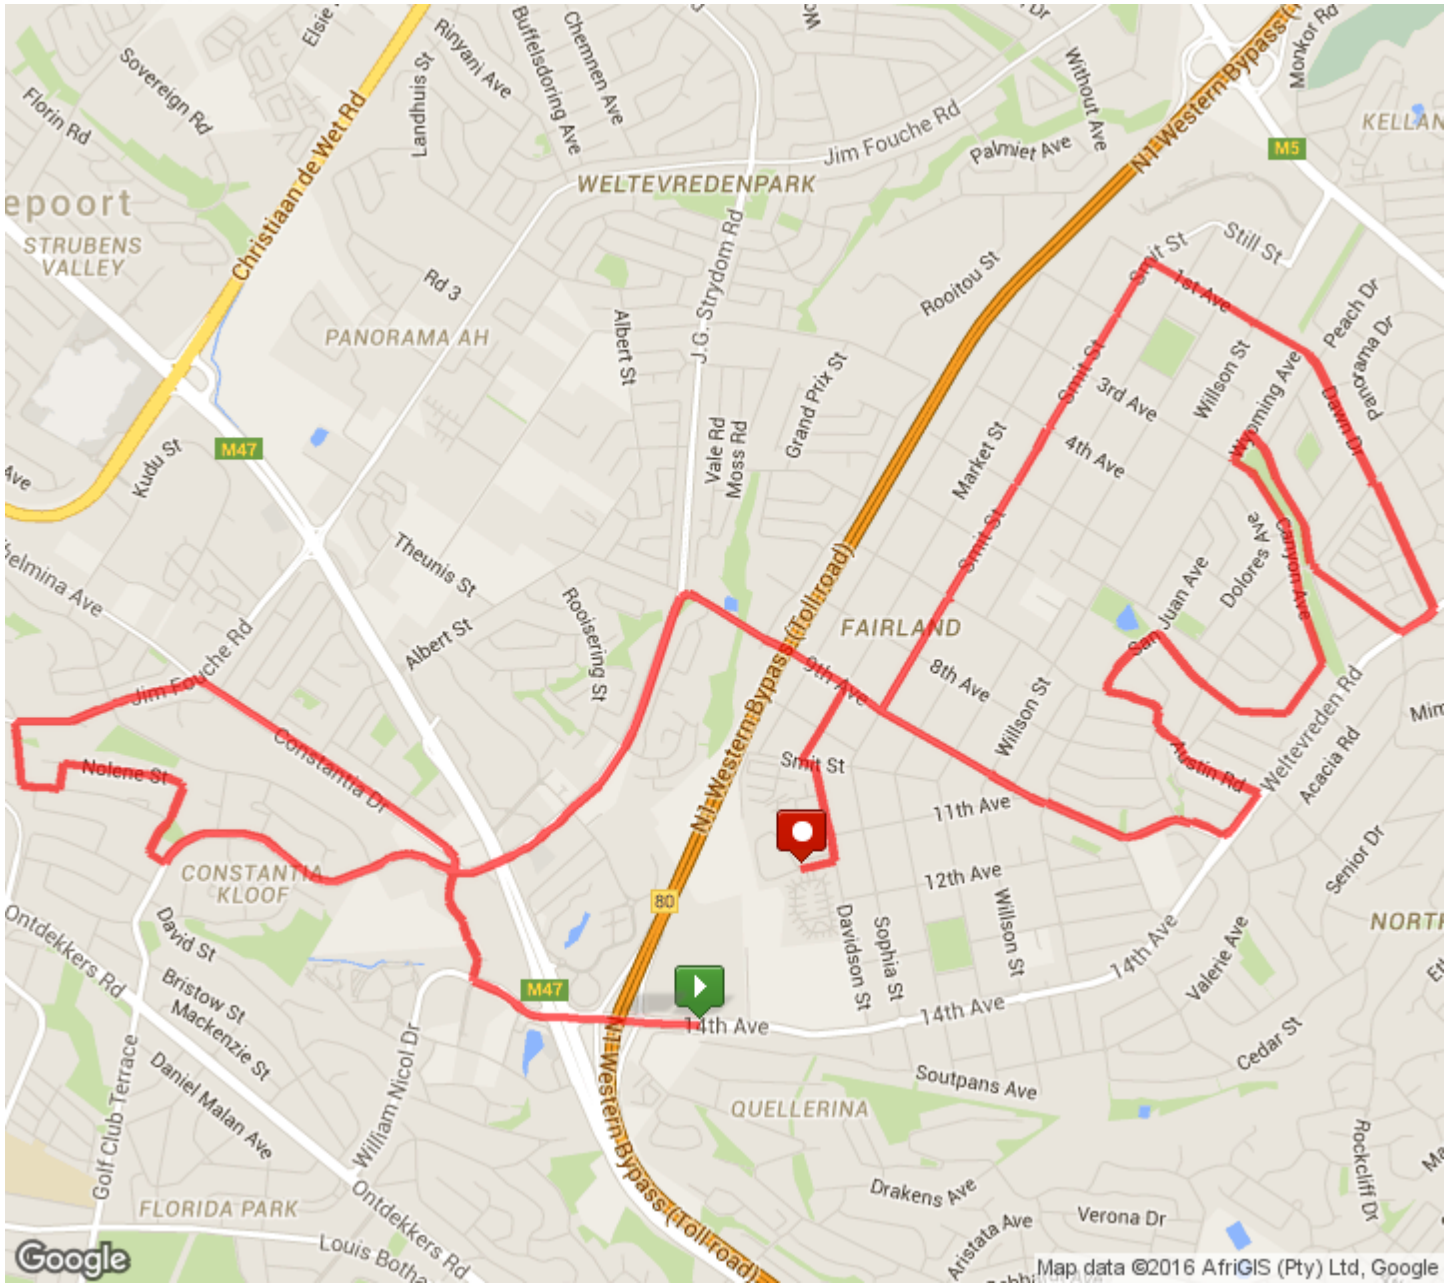 Elsie
Rinyani Ave
Buffelsdoring Ave
Chemnen Ave
Dr
Monkor Rd
Sovereign Rd
Florin Rd
Landhuis St
Christiaan de Wet Rd
Without Ave
Jim Fouche Rd
Palmiet Ave
N1 Western Bypass
M5
KELLAN
WELTEVREDENPARK
epoort
STRUBENS
VALLEY
Rd 3
J.G. Strydom Rd
Smit St
Still St
1st Ave
Rooitou St
Peach Dr
Panorama Dr
PANORAMA AH
Albert St
Grand Prix St
Smit St
3rd Ave
Willson St
Wyoming Ave
Dawn Dr
M47
Kudu St
Ave
Vale Rd
Moss Rd
Market St
4th Ave
Theunis St
helmina Ave
Rooisering St
Albert St
N1 Western Bypass (Toll road)
Smit St
San Juan Ave
Dolores Ave
Canyon Ave
FAIRLAND
Jim Fouche Rd
9th Ave
8th Ave
Willson St
Weltevreden Rd
Constantia Dr
Nolene St
Smit St
Austin Rd
Acacia Rd
11th Ave
CONSTANTIA
KLOOF
12th Ave
Senior Dr
80
Ontdekkers Rd
David St
Davidson St
Sophia St
Willson St
14th Ave
Valerie Ave
NORT
Bristow St
Mackenzie St
M47
14th Ave
14th Ave
N1 Western Bypass (Toll road)
Cedar St
Golf Club Terrace
Daniel Malan Ave
William Nicol Dr
Soutpans Ave
QUELLERINA
Rockcliff Dr
FLORIDA PARK
Ontdekkers Rd
Drakens Ave
Aristata Ave
Verona Dr
Louis Botha
Google
Map data ©2016 AfriGIS (Pty) Ltd, Google